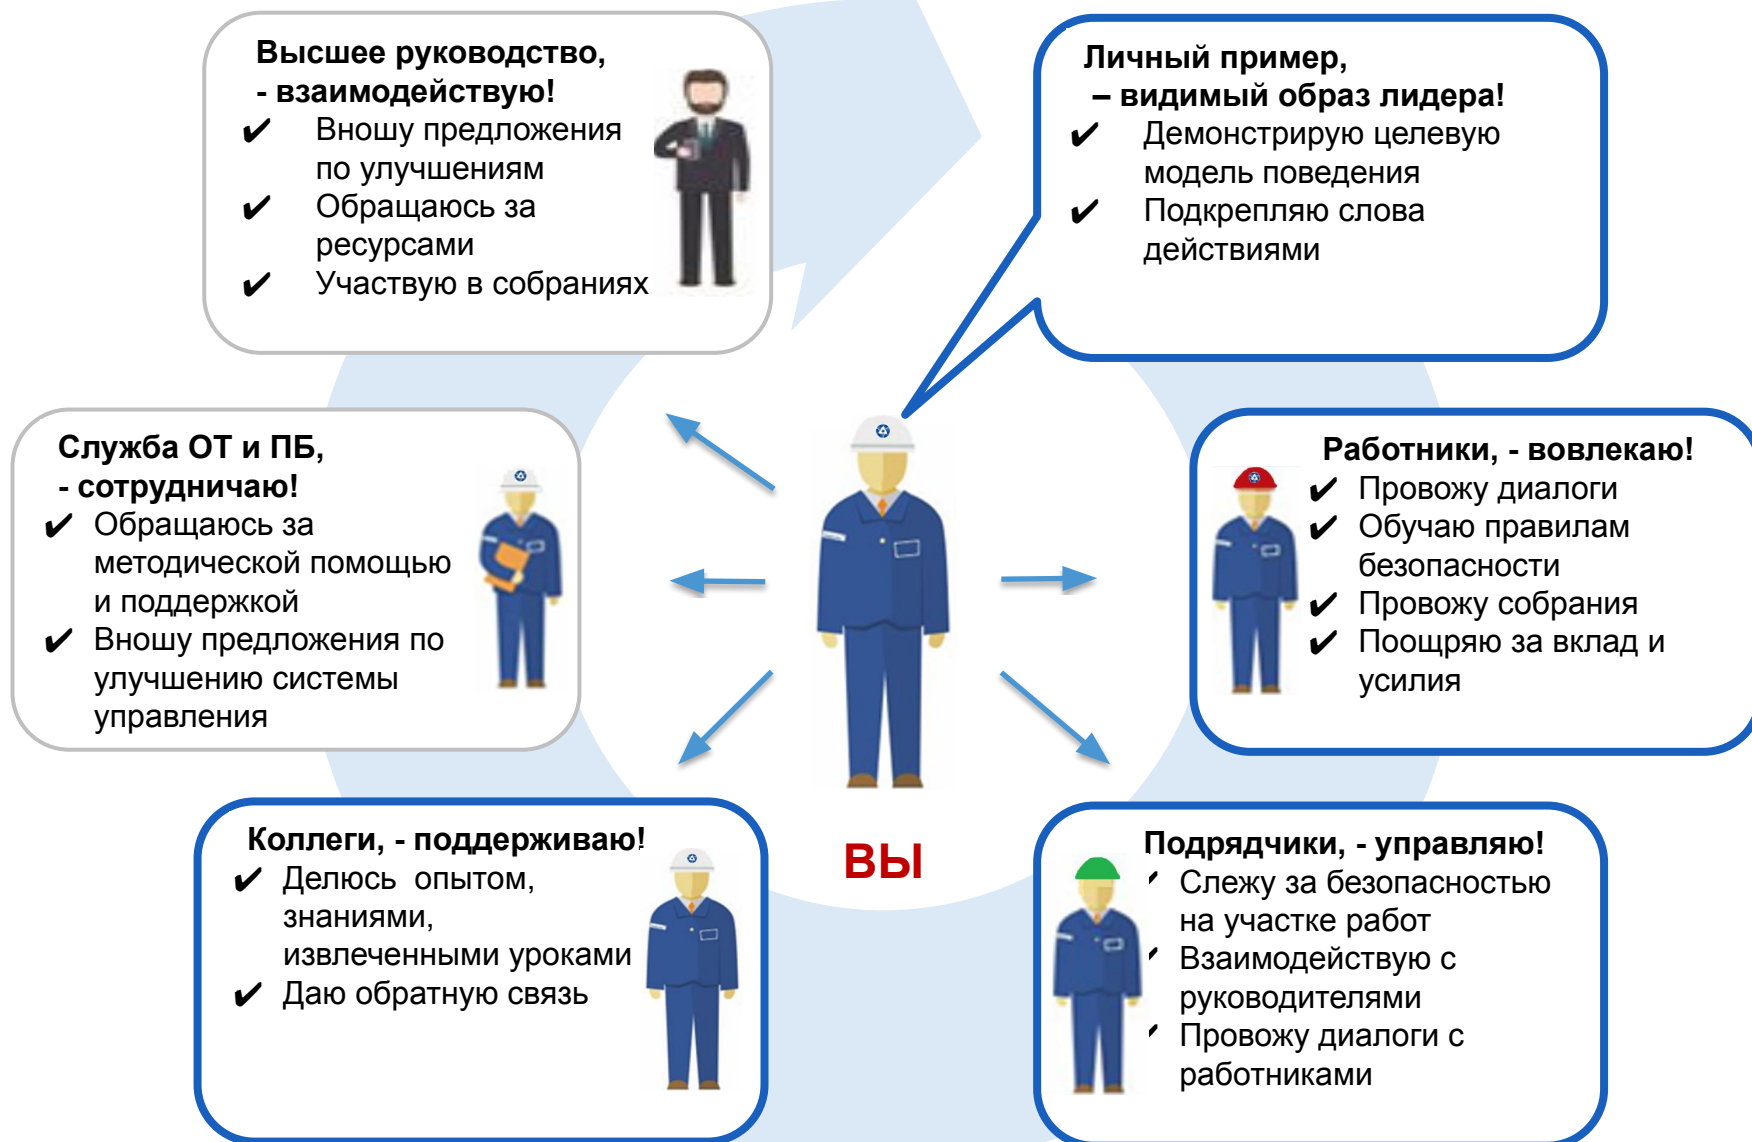 Высшее руководство,
- взаимодействую!
✔ Вношу предложения
по улучшениям
✔ Обращаюсь за
ресурсами
✔ Участвую в собраниях
Личный пример,
– видимый образ лидера!
✔ Демонстрирую целевую
модель поведения
✔ Подкрепляю слова
действиями
Служба ОТ и ПБ,
- сотрудничаю!
✔ Обращаюсь за
методической помощью
и поддержкой
✔ Вношу предложения по
улучшению системы
управления
Работники, - вовлекаю!
✔ Провожу диалоги
✔ Обучаю правилам
безопасности
✔ Провожу собрания
✔ Поощряю за вклад и
усилия
Коллеги, - поддерживаю!
✔ Делюсь опытом,
знаниями,
извлеченными уроками
✔ Даю обратную связь
ВЫ
Подрядчики, - управляю!
✔ Слежу за безопасностью
на участке работ
✔ Взаимодействую с
руководителями
✔ Провожу диалоги с
работниками